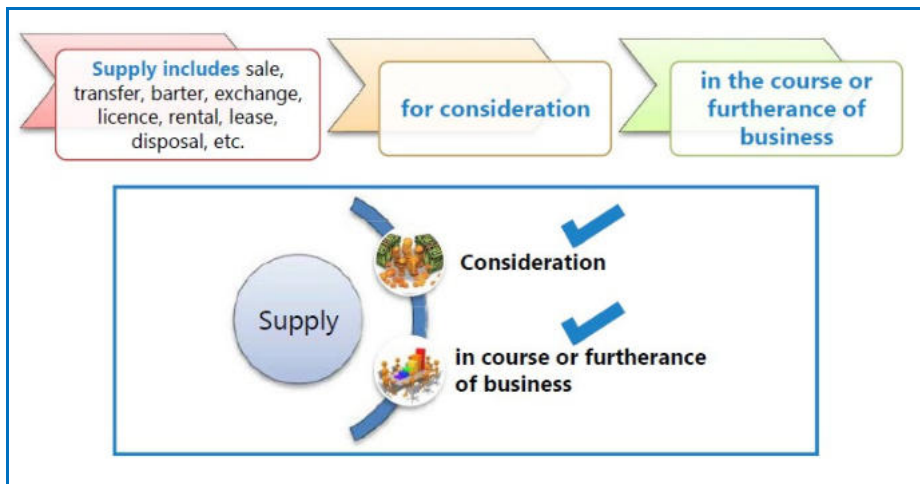 Supply includes sale,
transfer, barter, exchange,
licence, rental, lease,
disposal, etc.
for consideration
in the course or
furtherance of
business
Supply
Consideration
in course or furtherance
of business